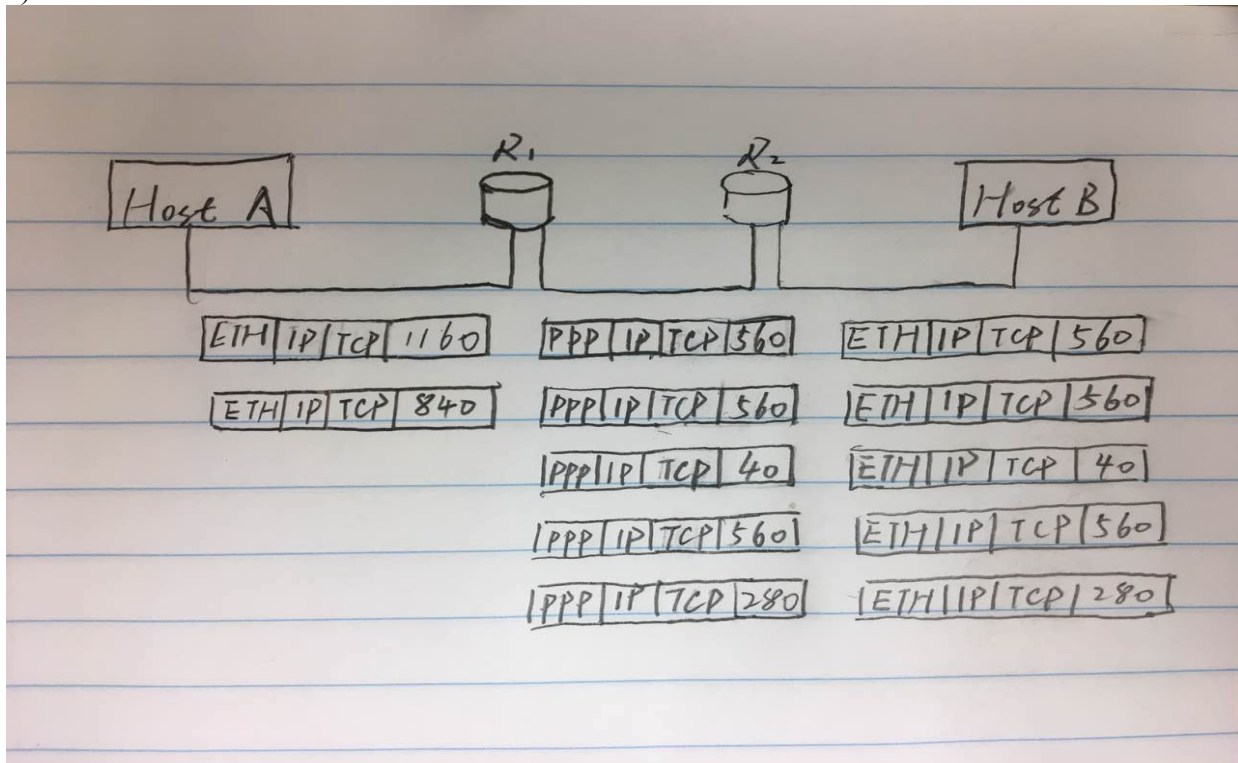 R1 R2
Host A Host B
ETH IP TCP 1160 PPP IP TCP 560 ETH IP TCP 560
ETH IP TCP 840 PPP IP TCP 560 ETH IP TCP 560
PPP IP TCP 40 ETH IP TCP 40
PPP IP TCP 560 ETH IP TCP 560
PPP IP TCP 280 ETH IP TCP 280